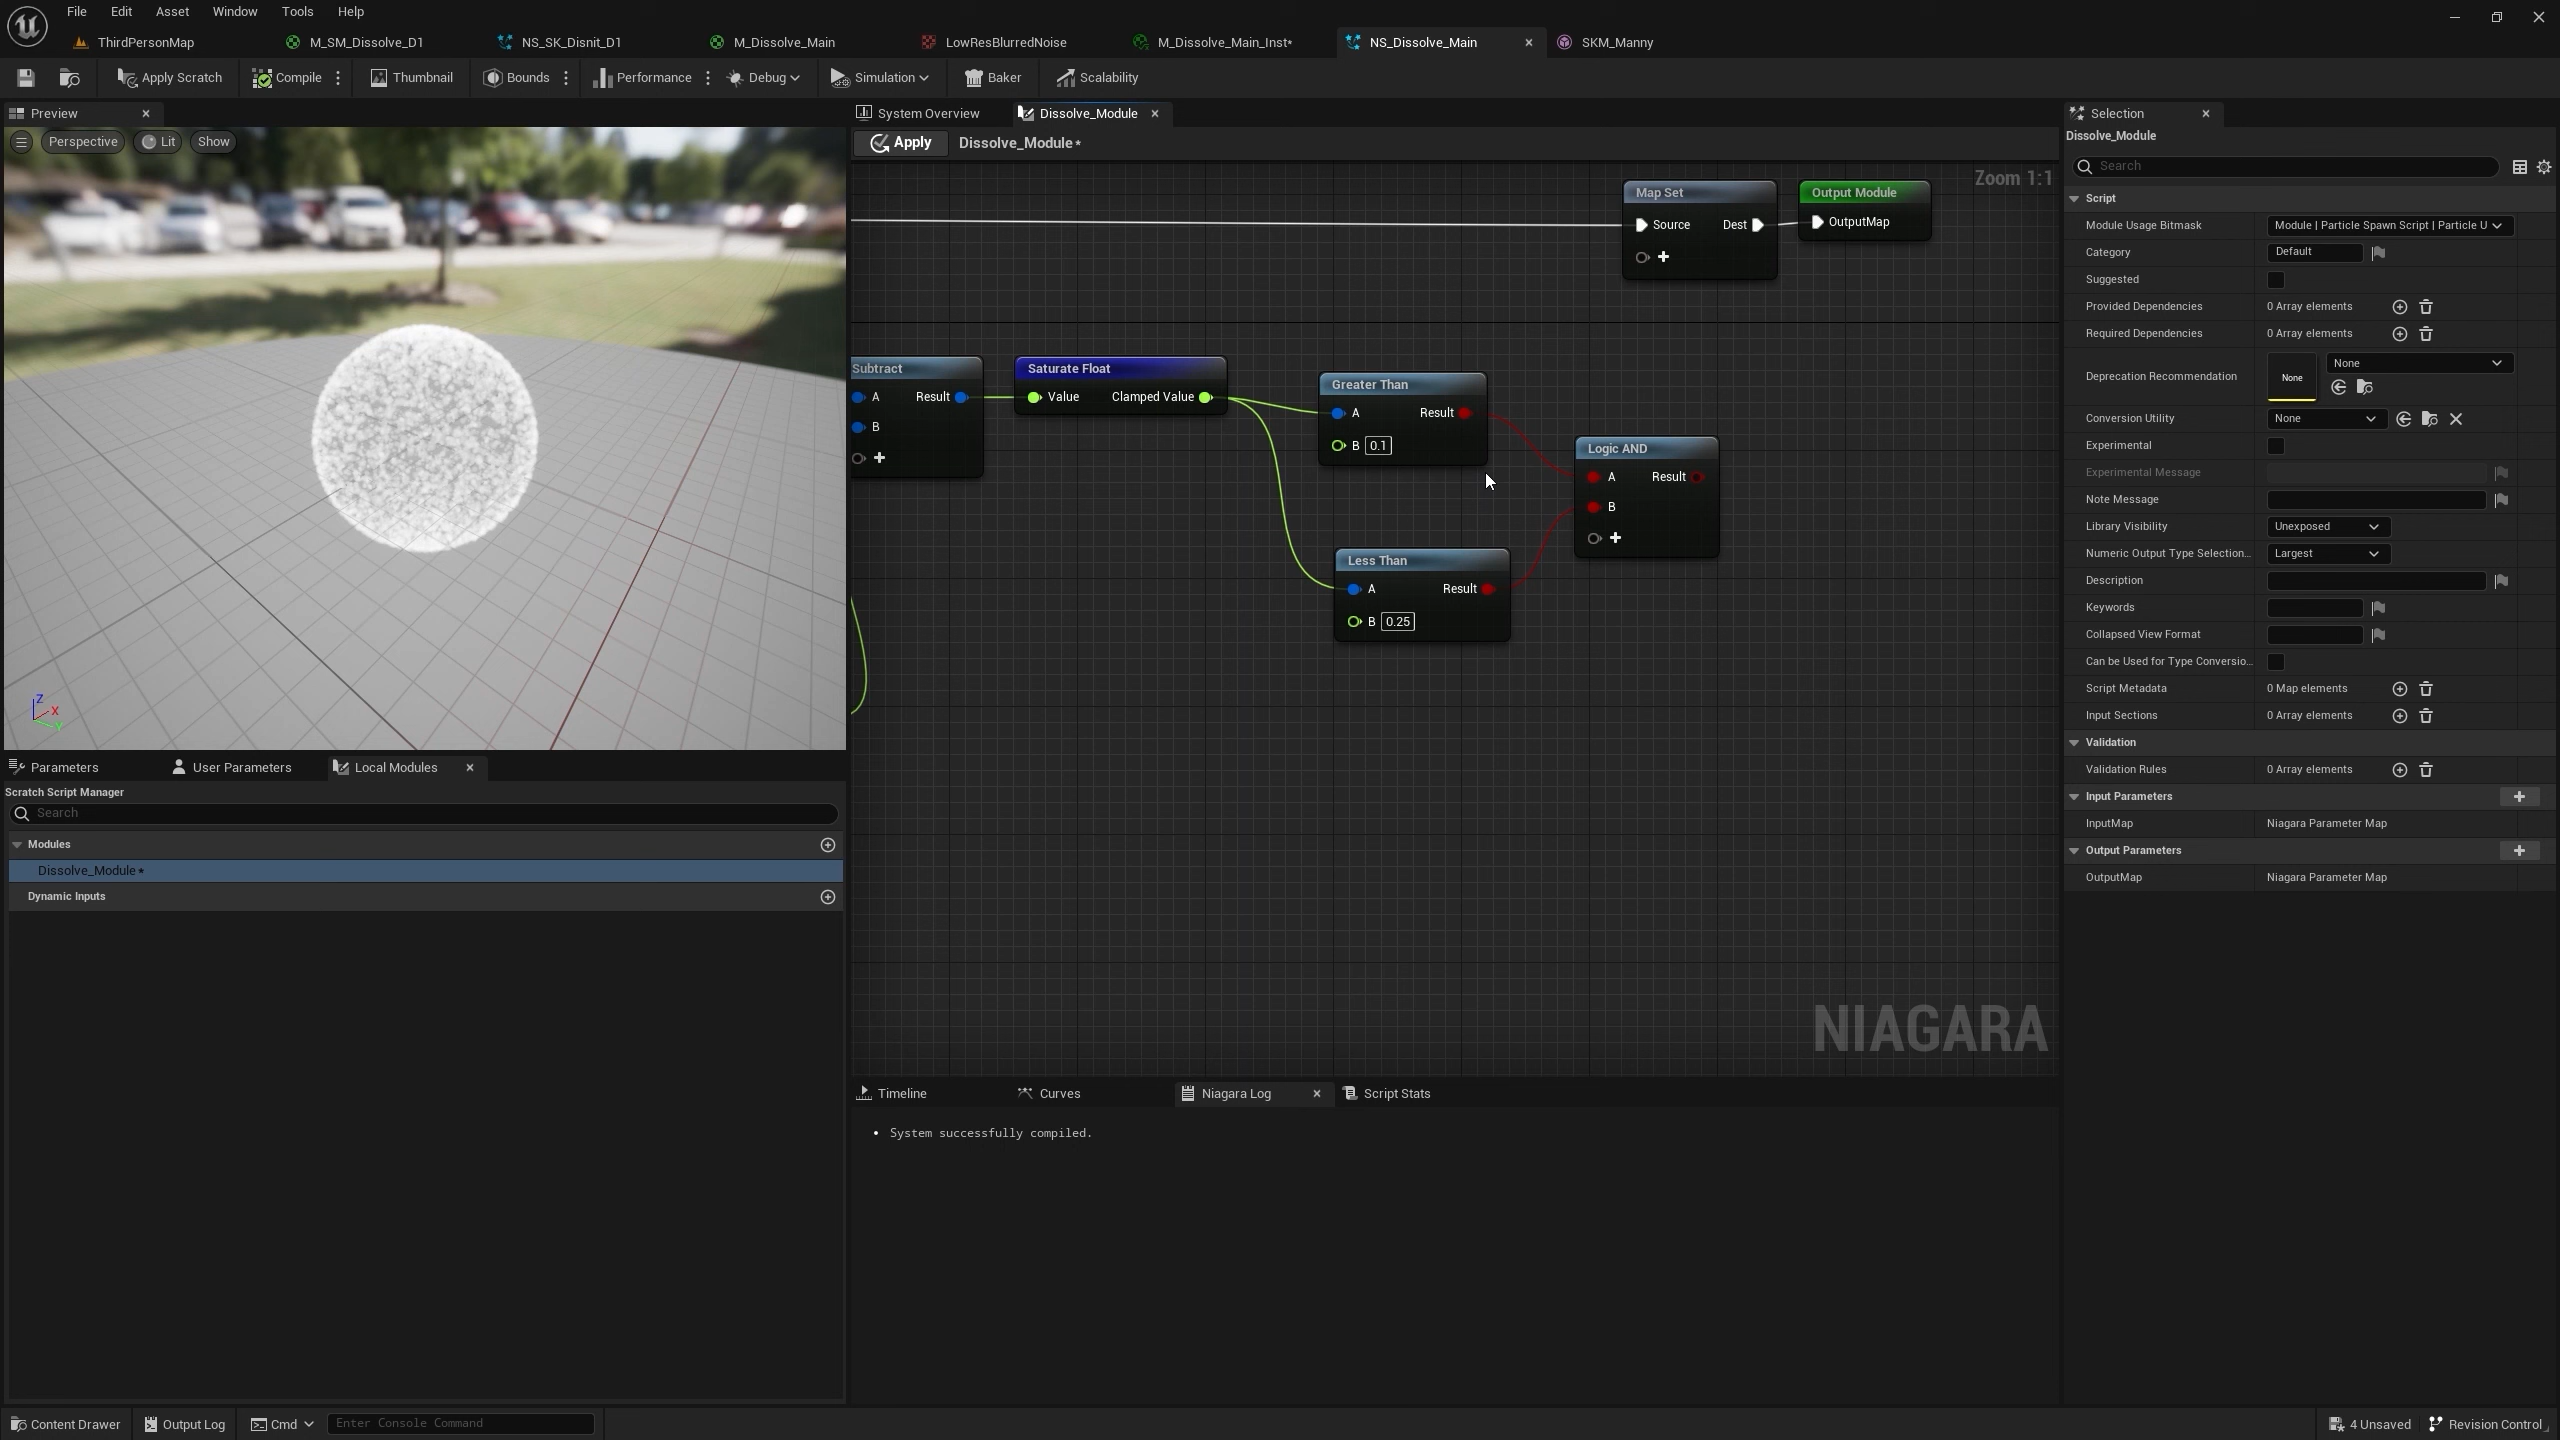 File Edit Asset Window Tools Help
ThirdPersonMap M_SM_Dissolve_D1 NS_SK_Disnit_D1 M_Dissolve_Main LowResBlurredNoise M_Dissolve_Main_Inst* NS_Dissolve_Main SKM_Manny
Apply Scratch Compile Thumbnail Bounds Performance Debug Simulation Baker Scalability
Preview
Perspective Lit Show
Z
X
Y
Parameters User Parameters Local Modules
Scratch Script Manager
Search
Modules
Dissolve_Module*
Dynamic Inputs
System Overview Dissolve_Module
Apply Dissolve_Module*
Zoom 1:1
Map Set
Source Dest
Output Module
OutputMap
Subtract
A Result
B
Saturate Float
Value Clamped Value
Greater Than
A Result
B 0.1
Logic AND
A Result
B
Less Than
A Result
B 0.25
NIAGARA
Timeline Curves Niagara Log Script Stats
• System successfully compiled.
Selection
Dissolve_Module
Search
Script
Module Usage Bitmask Module | Particle Spawn Script | Particle U
Category Default
Suggested
Provided Dependencies 0 Array elements
Required Dependencies 0 Array elements
Deprecation Recommendation None None
Conversion Utility None
Experimental
Experimental Message
Note Message
Library Visibility Unexposed
Numeric Output Type Selection... Largest
Description
Keywords
Collapsed View Format
Can be Used for Type Conversio...
Script Metadata 0 Map elements
Input Sections 0 Array elements
Validation
Validation Rules 0 Array elements
Input Parameters
InputMap Niagara Parameter Map
Output Parameters
OutputMap Niagara Parameter Map
Content Drawer Output Log Cmd Enter Console Command 4 Unsaved Revision Control